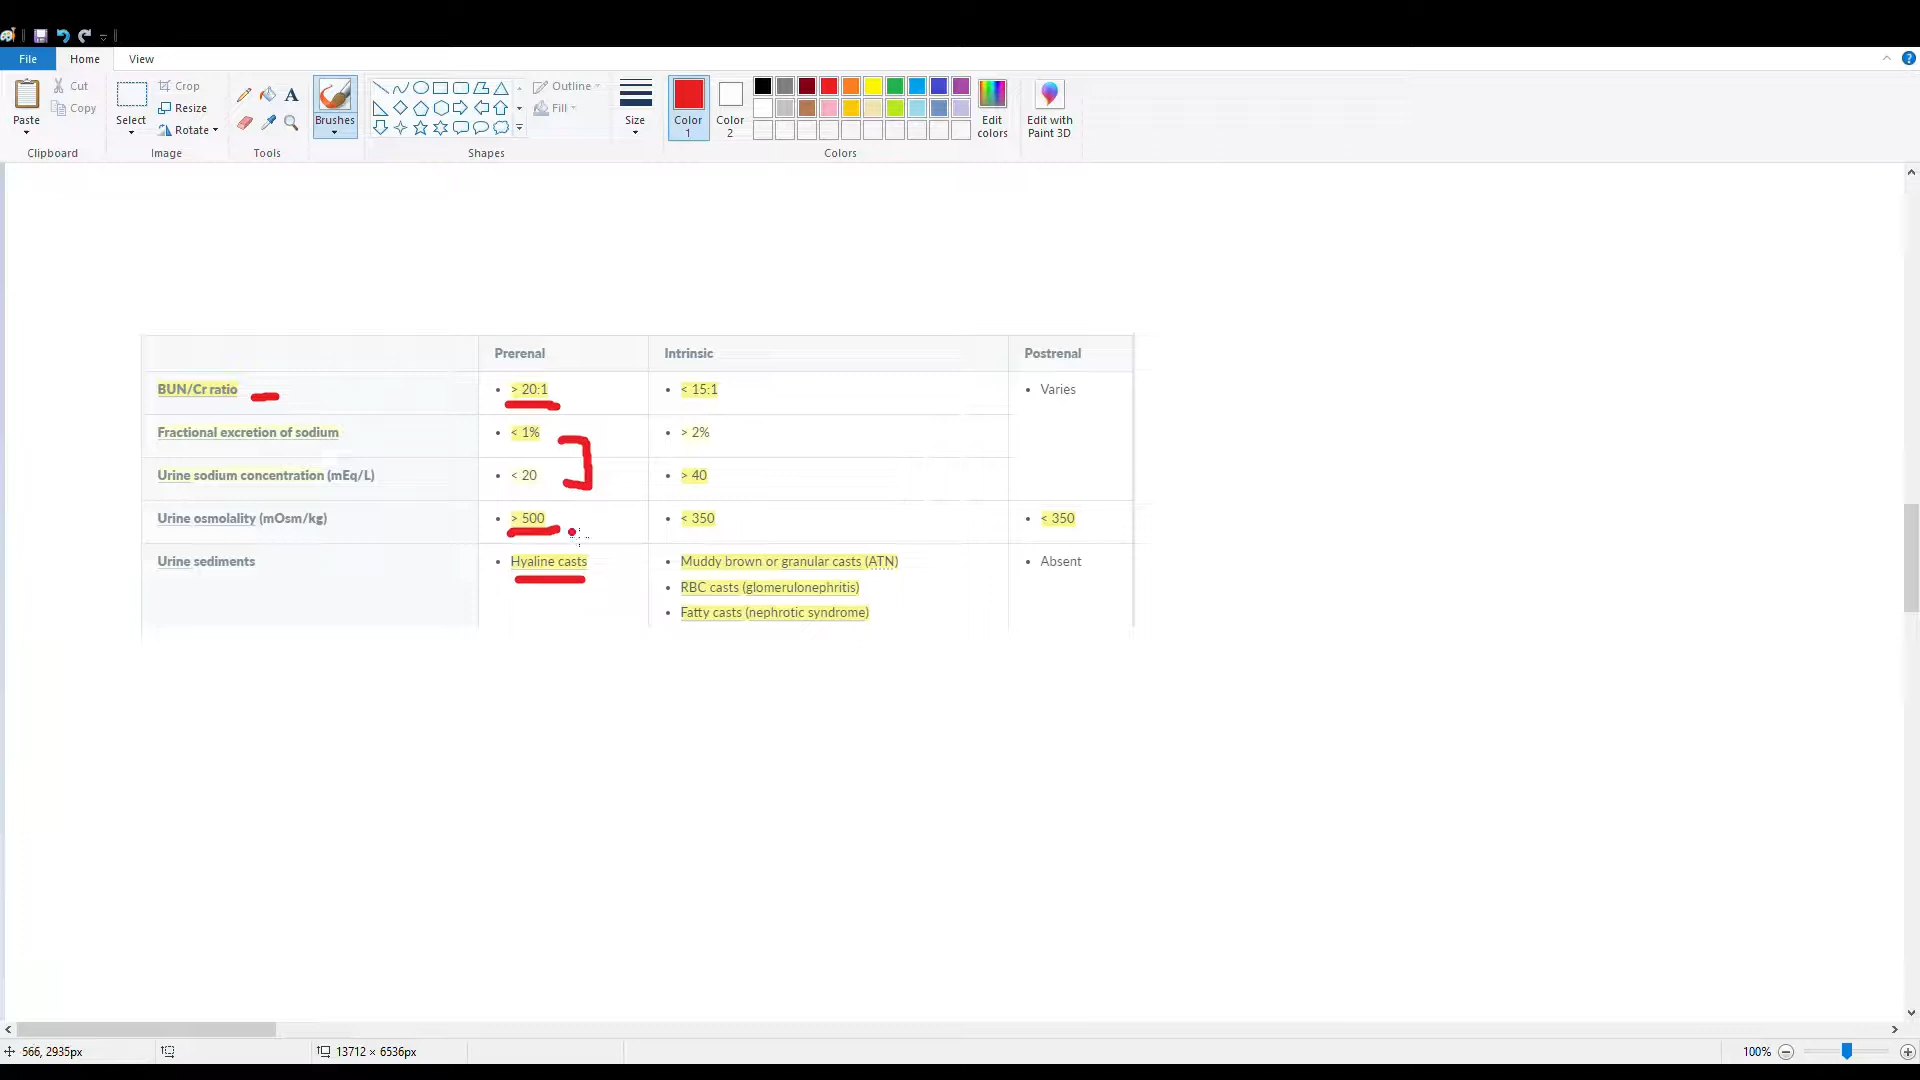 File Home View
Paste Cut Copy Clipboard
Select Crop Resize Rotate Image
Tools
Brushes
Outline Fill Shapes
Size
Color 1 Color 2 Edit colors Colors
Edit with Paint 3D
Prerenal Intrinsic Postrenal
BUN/Cr ratio • > 20:1 • < 15:1 • Varies
Fractional excretion of sodium • < 1% • > 2%
Urine sodium concentration (mEq/L) • < 20 • > 40
Urine osmolality (mOsm/kg) • > 500 • < 350 • < 350
Urine sediments • Hyaline casts • Muddy brown or granular casts (ATN) • Absent
• RBC casts (glomerulonephritis)
• Fatty casts (nephrotic syndrome)
566, 2935px 13712 × 6536px 100%